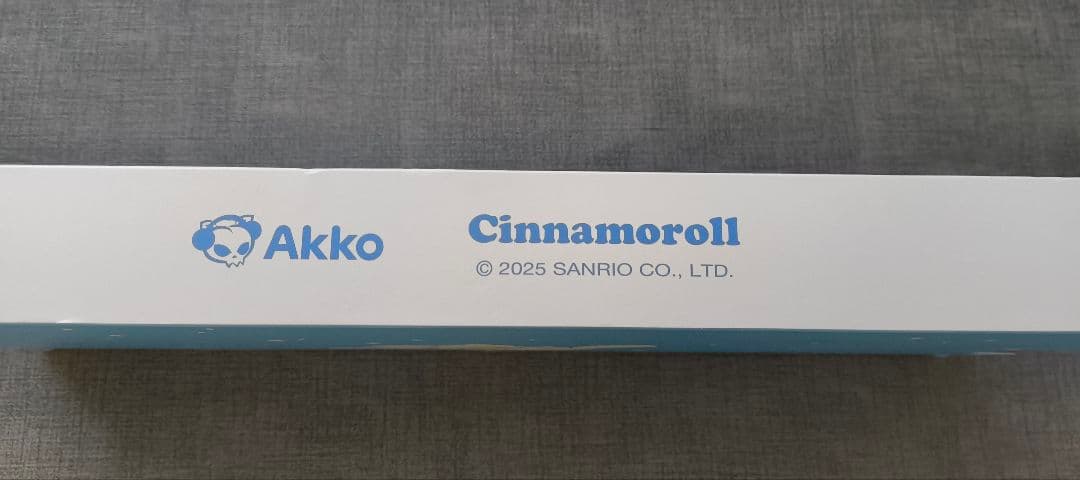 Akko
Cinnamoroll
© 2025 SANRIO CO., LTD.